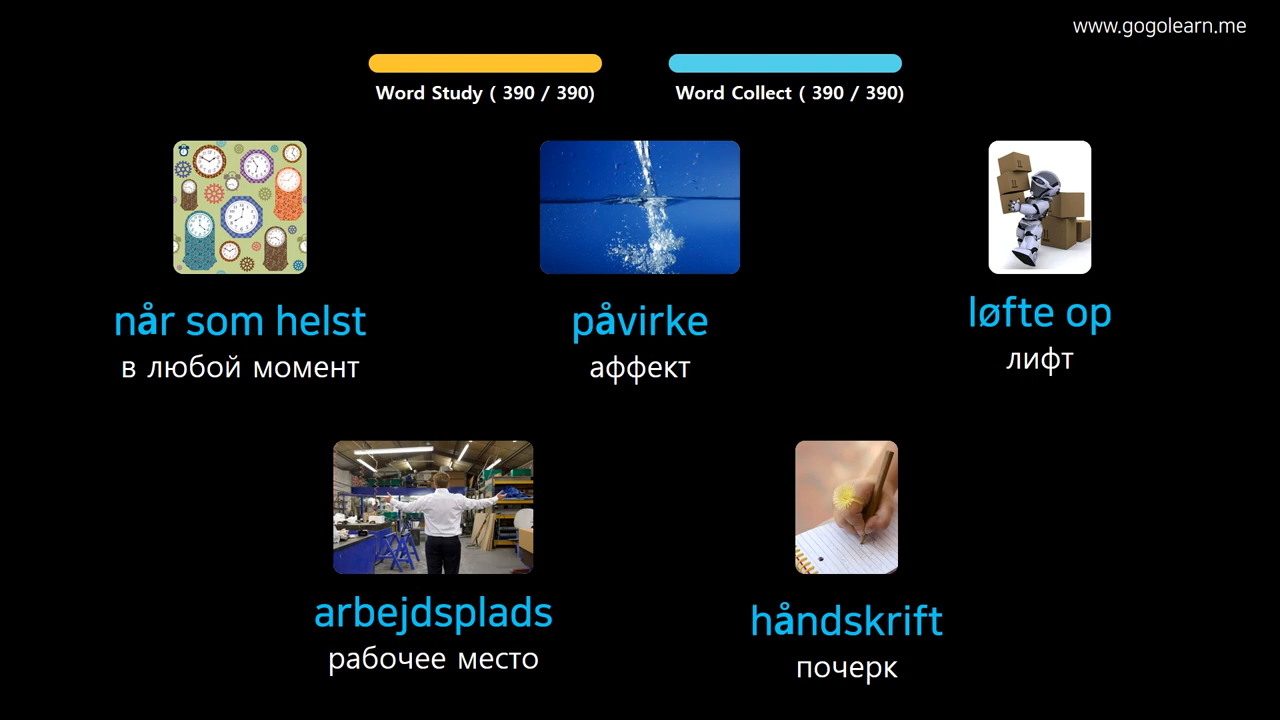 www.gogolearn.me
Word Study ( 390 / 390)
Word Collect ( 390 / 390)
når som helst
в любой момент
påvirke
аффект
løfte op
лифт
arbejdsplads
рабочее место
håndskrift
почерк